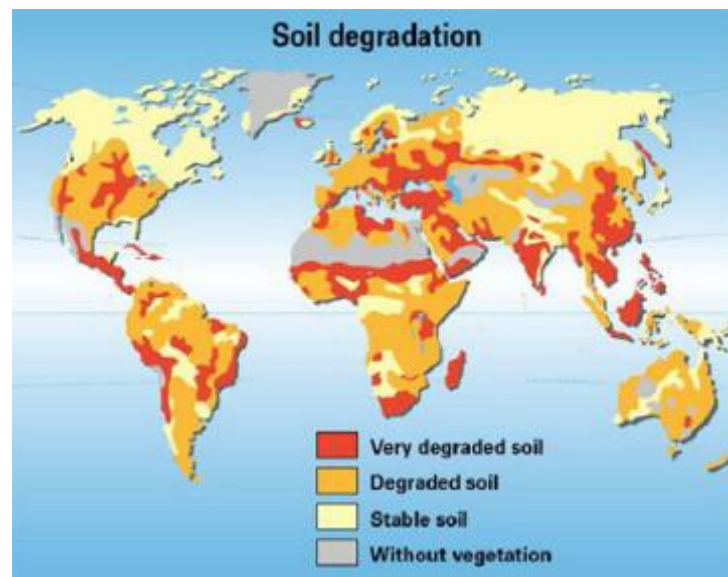 Soil degradation
Very degraded soil
Degraded soil
Stable soil
Without vegetation